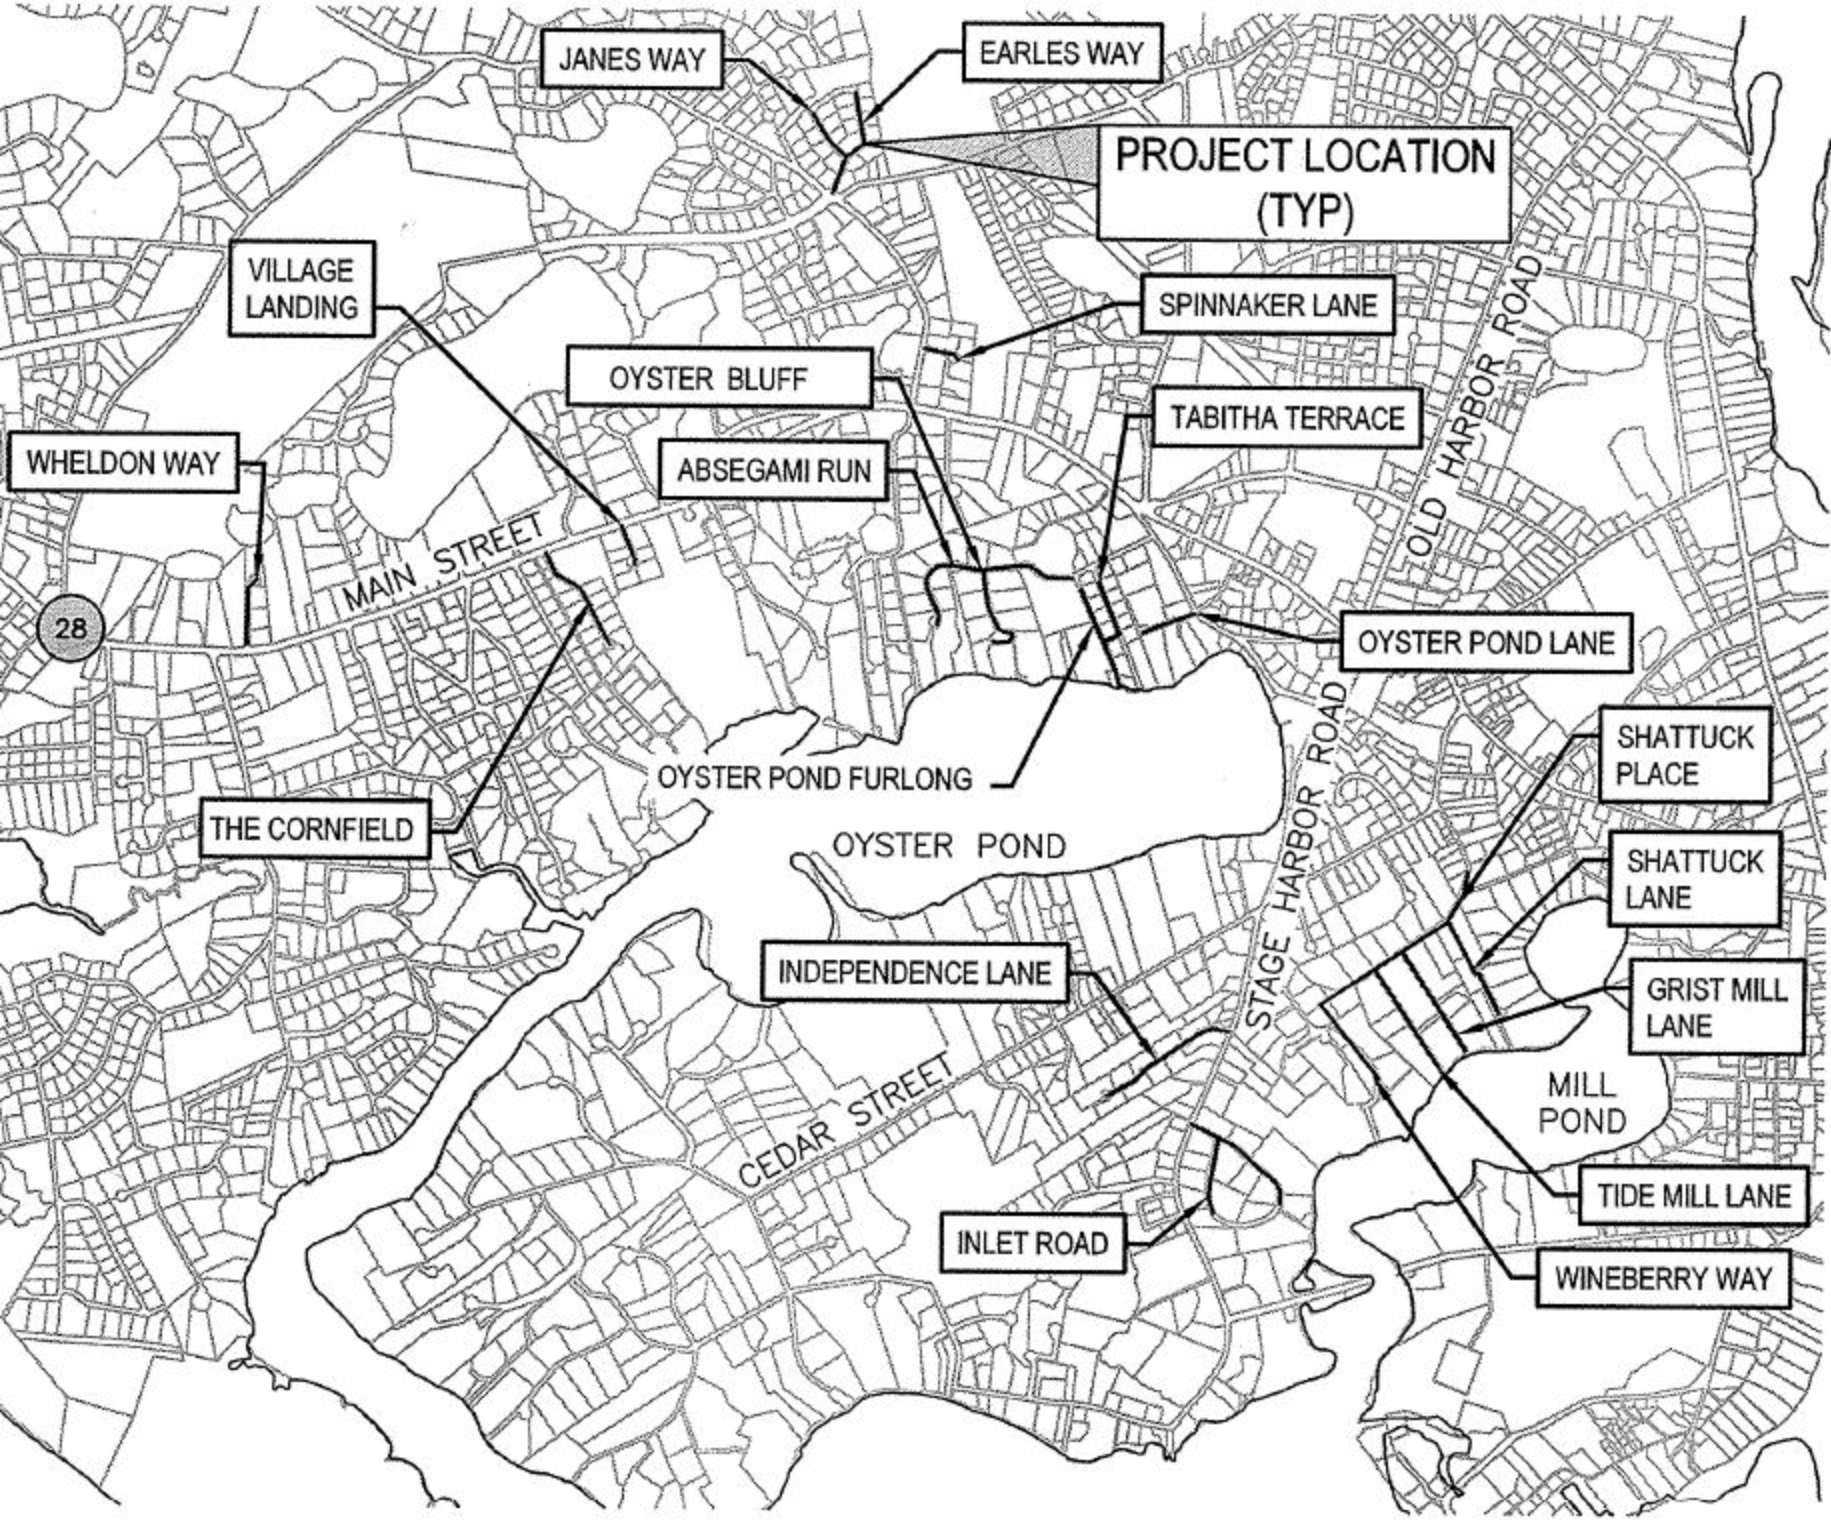 JANES WAY
EARLES WAY
PROJECT LOCATION
(TYP)
VILLAGE
LANDING
SPINNAKER LANE
OYSTER BLUFF
TABITHA TERRACE
WHELDON WAY
ABSEGAMI RUN
OLD HARBOR ROAD
MAIN STREET
28
OYSTER POND LANE
SHATTUCK
PLACE
OYSTER POND FURLONG
THE CORNFIELD
OYSTER POND
STAGE HARBOR ROAD
SHATTUCK
LANE
INDEPENDENCE LANE
GRIST MILL
LANE
MILL
POND
CEDAR STREET
TIDE MILL LANE
INLET ROAD
WINEBERRY WAY